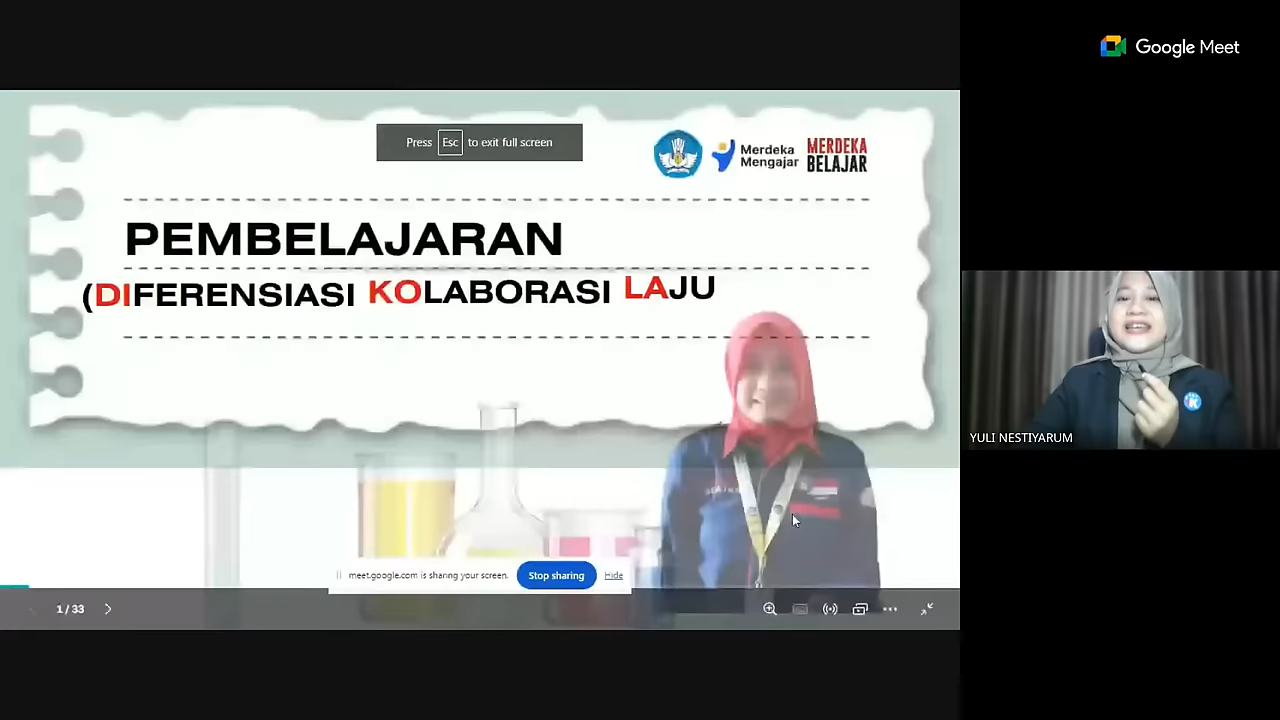 Google Meet
Press Esc to exit full screen
Merdeka
Mengajar
MERDEKA
BELAJAR
PEMBELAJARAN
(DIFERENSIASI KOLABORASI LAJU
YULI NESTIYARUM
meet.google.com is sharing your screen.
Stop sharing
Hide
1 / 33